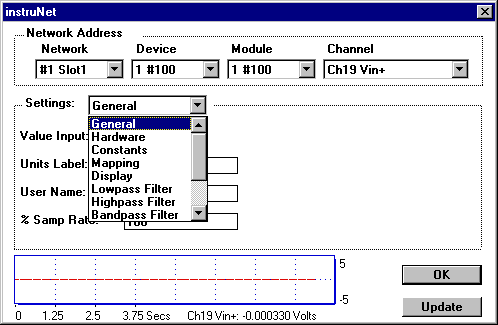 instruNet
Network Address
Network Device Module Channel
#1 Slot1 1 #100 1 #100 Ch19 Vin+
Settings: General
General
Hardware
Value Input:
Constants
Units Label:
Mapping
Display
User Name:
Lowpass Filter
Highpass Filter
% Samp Rate:
Bandpass Filter
5
-5
0 1.25 2.5 3.75 Secs Ch19 Vin+: -0.000330 Volts
OK
Update